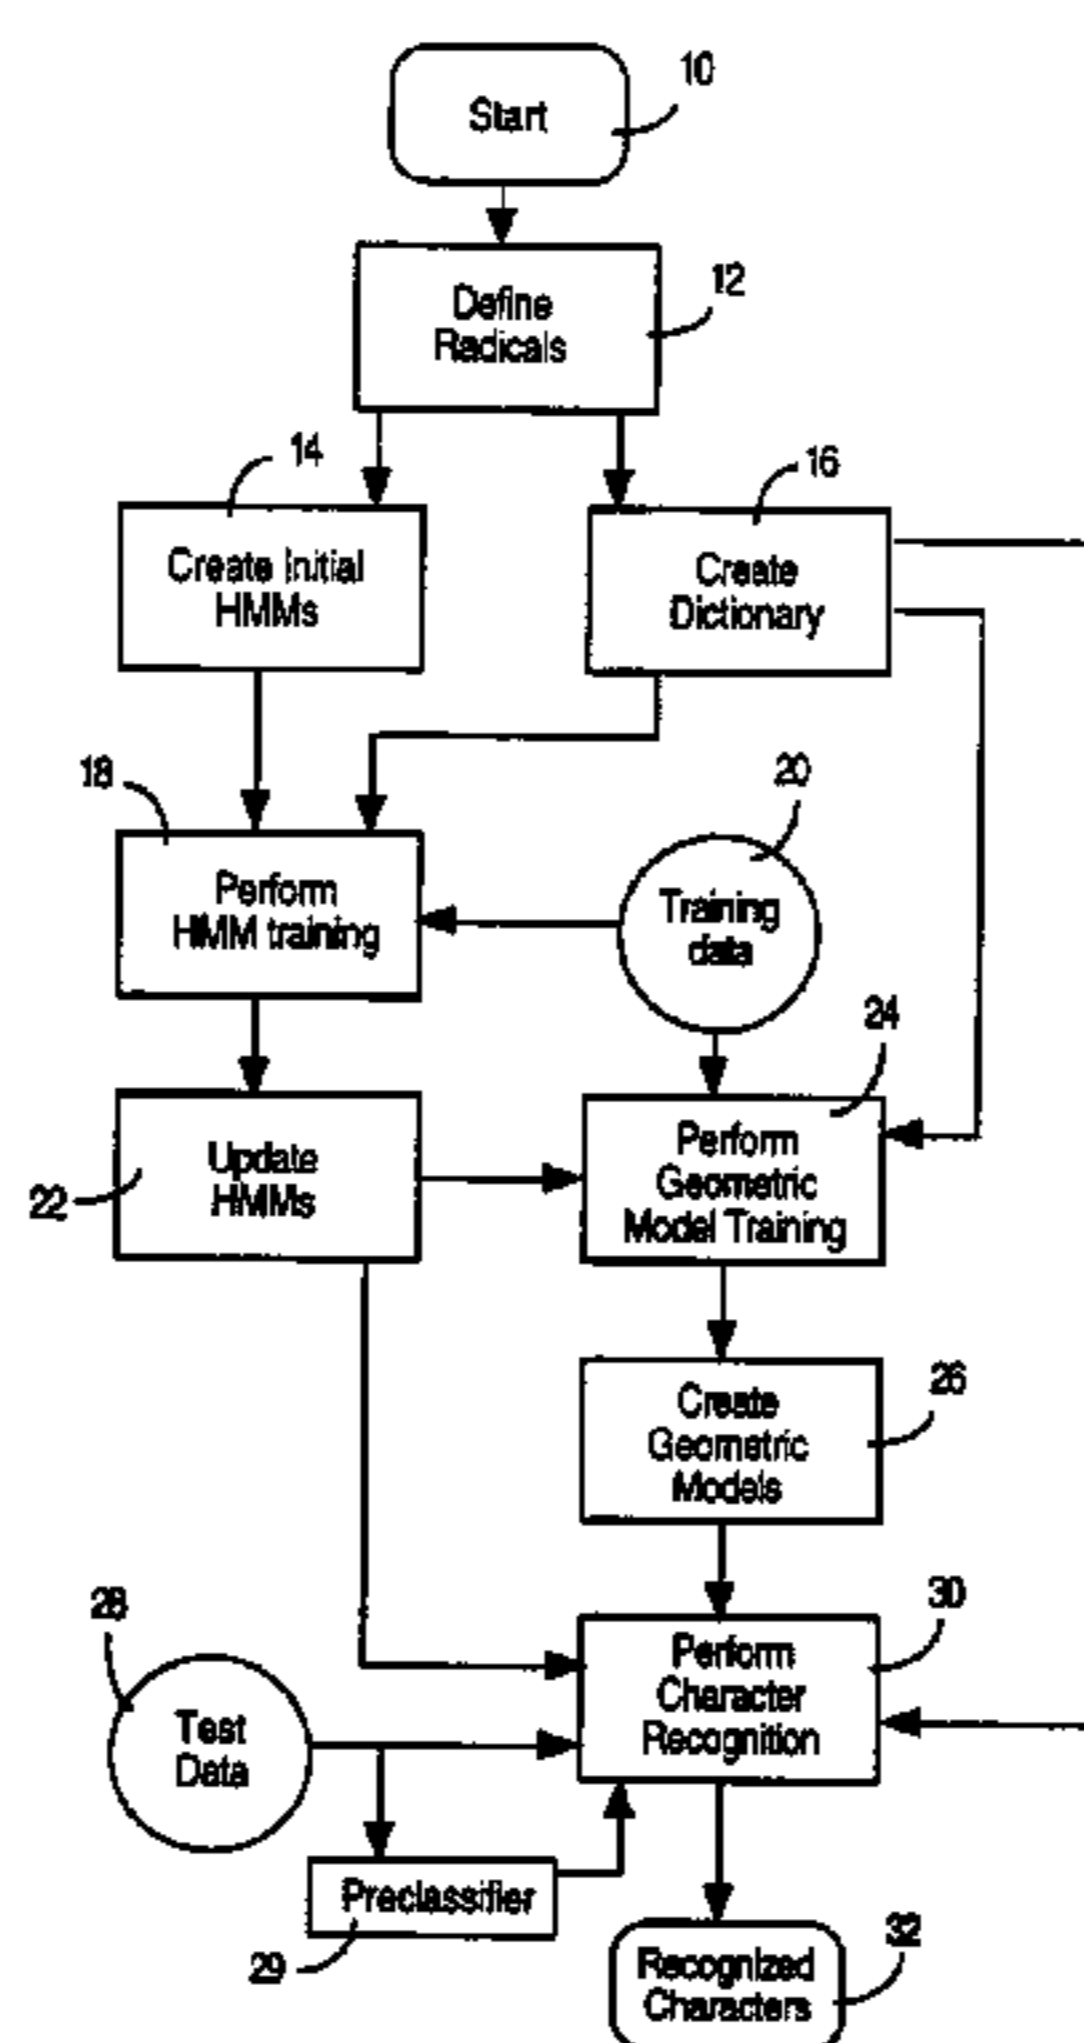 Start
10
Define
Radicals
12
14
Create Initial
HMMs
16
Create
Dictionary
18
Perform
HMM training
20
Training
data
22
Update
HMMs
24
Perform
Geometric
Model Training
26
Create
Geometric
Models
28
Test
Data
30
Perform
Character
Recognition
Preclassifier
29
Recognized
Characters
32